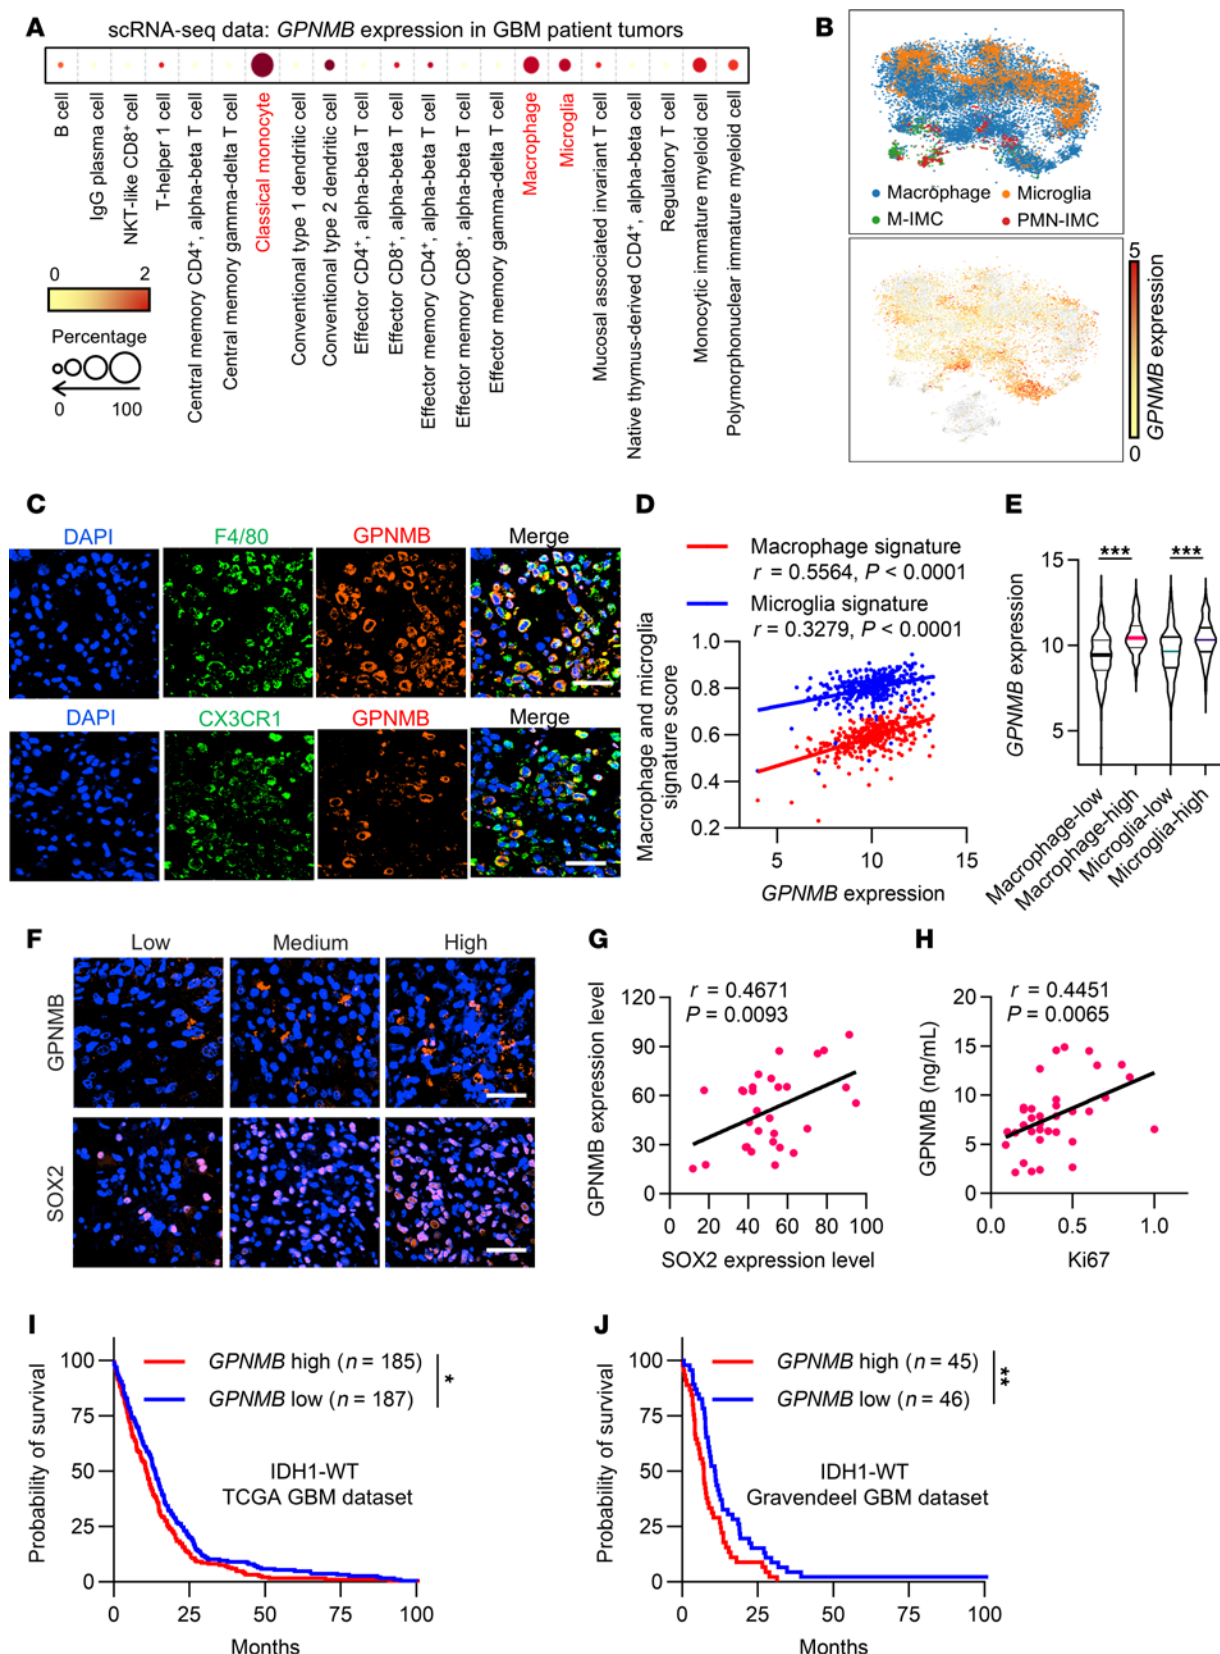 A
scRNA-seq data: GPNMB expression in GBM patient tumors
B cell
IgG plasma cell
NKT-like CD8⁺ cell
T-helper 1 cell
Central memory CD4⁺, alpha-beta T cell
Central memory gamma-delta T cell
Classical monocyte
Conventional type 1 dendritic cell
Conventional type 2 dendritic cell
Effector CD4⁺, alpha-beta T cell
Effector CD8⁺, alpha-beta T cell
Effector memory CD4⁺, alpha-beta T cell
Effector memory CD8⁺, alpha-beta T cell
Effector memory gamma-delta T cell
Macrophage
Microglia
Mucosal associated invariant T cell
Native thymus-derived CD4⁺, alpha-beta cell
Regulatory T cell
Monocytic immature myeloid cell
Polymorphonuclear immature myeloid cell
0 2
Percentage
0 100
B
Macrophage Microglia
M-IMC PMN-IMC
5
GPNMB expression
0
C
DAPI F4/80 GPNMB Merge
DAPI CX3CR1 GPNMB Merge
D
Macrophage signature
r = 0.5564, P < 0.0001
Microglia signature
r = 0.3279, P < 0.0001
Macrophage and microglia
signature score
1.0
0.8
0.6
0.4
0.2
5 10 15
GPNMB expression
E
*** ***
GPNMB expression
15
10
5
Macrophage-low
Macrophage-high
Microglia-low
Microglia-high
F
Low Medium High
GPNMB
SOX2
G
r = 0.4671
P = 0.0093
GPNMB expression level
120
90
60
30
0
0 20 40 60 80 100
SOX2 expression level
H
r = 0.4451
P = 0.0065
GPNMB (ng/mL)
20
15
10
5
0
0.0 0.5 1.0
Ki67
I
GPNMB high (n = 185)
GPNMB low (n = 187)
*
IDH1-WT
TCGA GBM dataset
Probability of survival
100
75
50
25
0
0 25 50 75 100
Months
J
GPNMB high (n = 45)
GPNMB low (n = 46)
**
IDH1-WT
Gravendeel GBM dataset
Probability of survival
100
75
50
25
0
0 25 50 75 100
Months